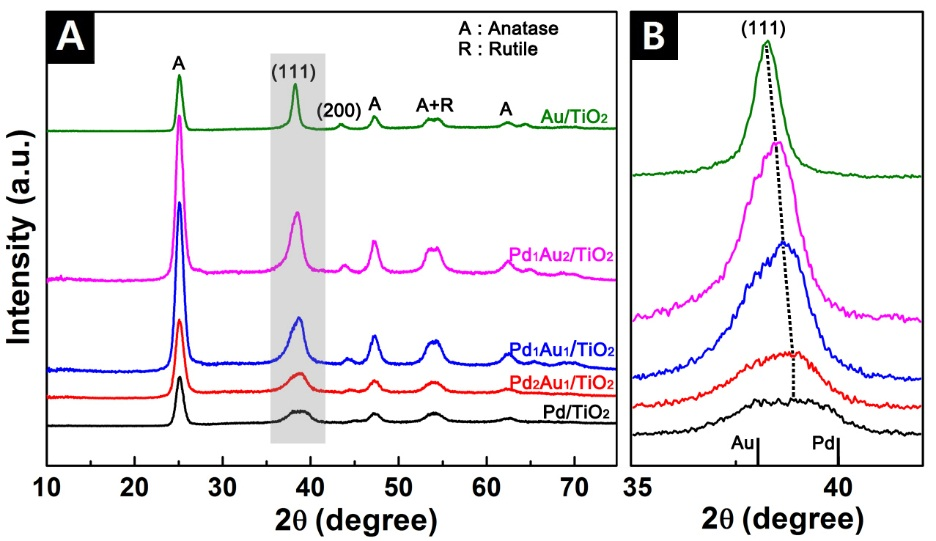 A
A : Anatase
R : Rutile
A
(111)
(200)
A
A+R
A
Au/TiO₂
Pd₁Au₂/TiO₂
Pd₁Au₁/TiO₂
Pd₂Au₁/TiO₂
Pd/TiO₂
Intensity (a.u.)
10 20 30 40 50 60 70
2θ (degree)
B
(111)
Au
Pd
35 40
2θ (degree)